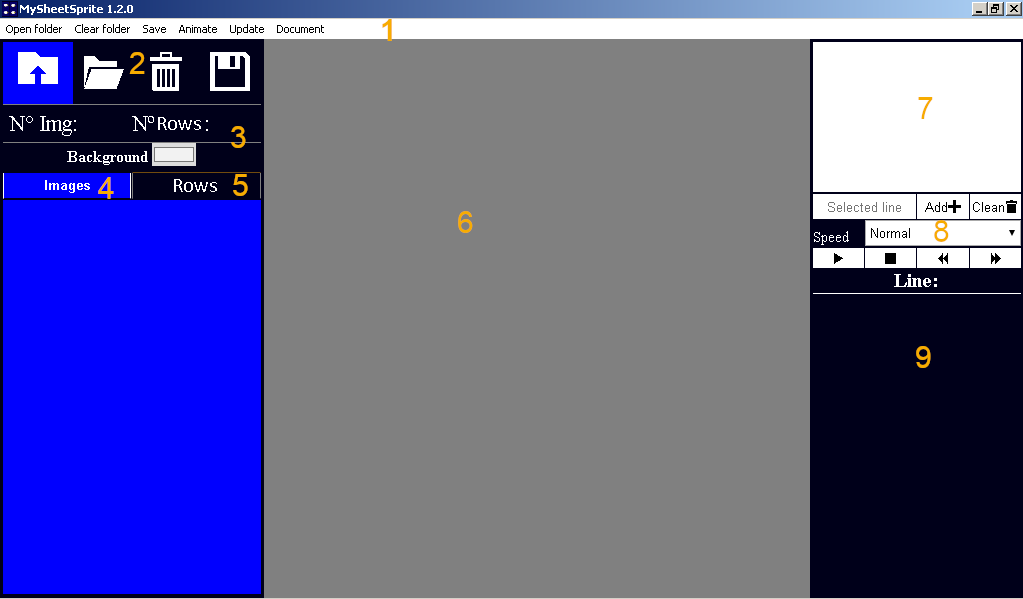 MySheetSprite 1.2.0
Open folder Clear folder Save Animate Update Document 1
2
N° Img: N°Rows: 3
Background
Images 4 Rows 5
6
7
Selected line Add Clean
Speed Normal 8
Line:
9